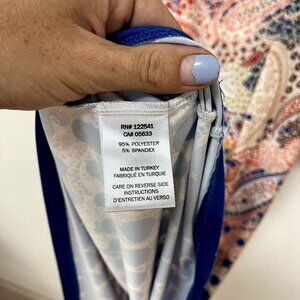 RN# 122541
CA# 05633
95% POLYESTER
5% SPANDEX
MADE IN TURKEY
FABRIQUÉ EN TURQUIE
CARE ON REVERSE SIDE
INSTRUCTIONS
D'ENTRETIEN AU VERSO